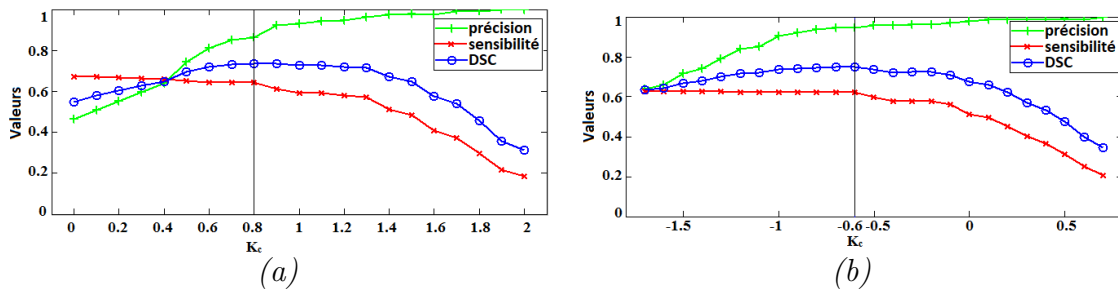 1
0.8
0.6
0.4
0.2
0
Valeurs
précision
sensibilité
DSC
0 0.2 0.4 0.6 0.8 1 1.2 1.4 1.6 1.8 2
Kc
(a)
1
0.8
0.6
0.4
0.2
0
Valeurs
précision
sensibilité
DSC
-1.5 -1 -0.6 -0.5 0 0.5
Kc
(b)